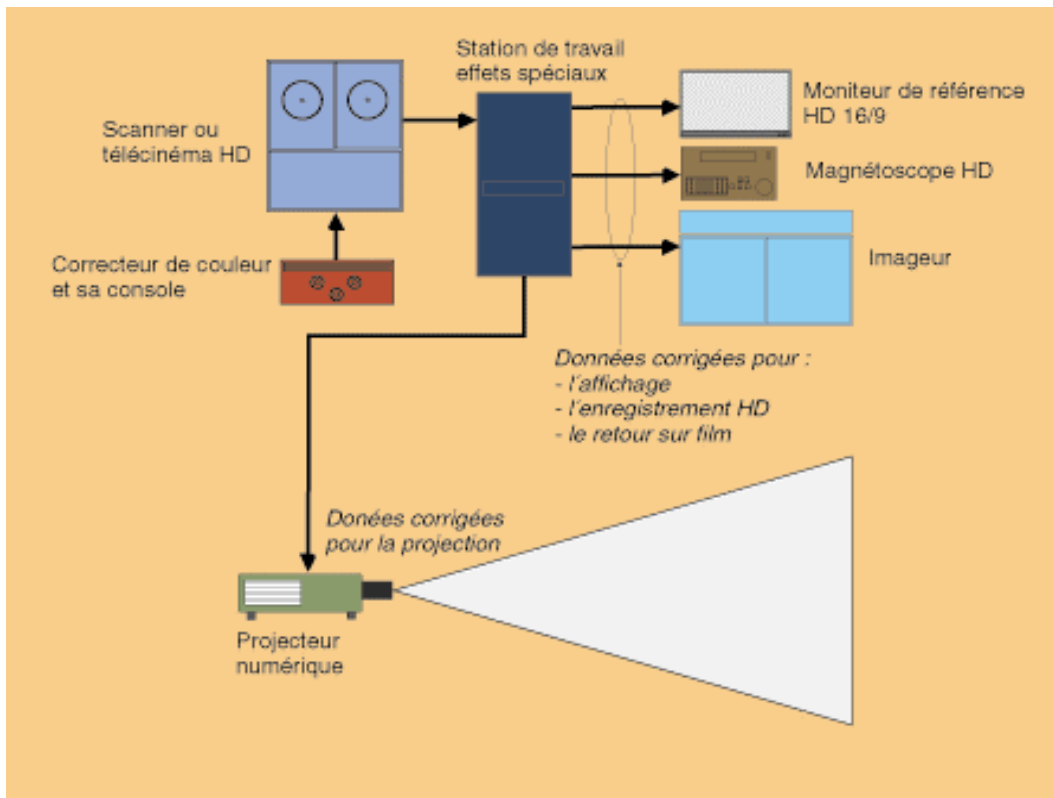 Station de travail
effets spéciaux
Scanner ou
télécinéma HD
Moniteur de référence
HD 16/9
Magnétoscope HD
Correcteur de couleur
et sa console
Imageur
Données corrigées pour :
- l'affichage
- l'enregistrement HD
- le retour sur film
Donées corrigées
pour la projection
Projecteur
numérique